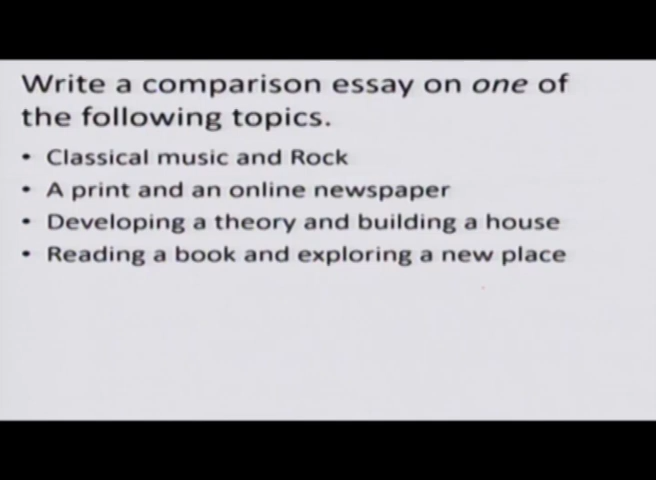 Write a comparison essay on one of
the following topics.
• Classical music and Rock
• A print and an online newspaper
• Developing a theory and building a house
• Reading a book and exploring a new place